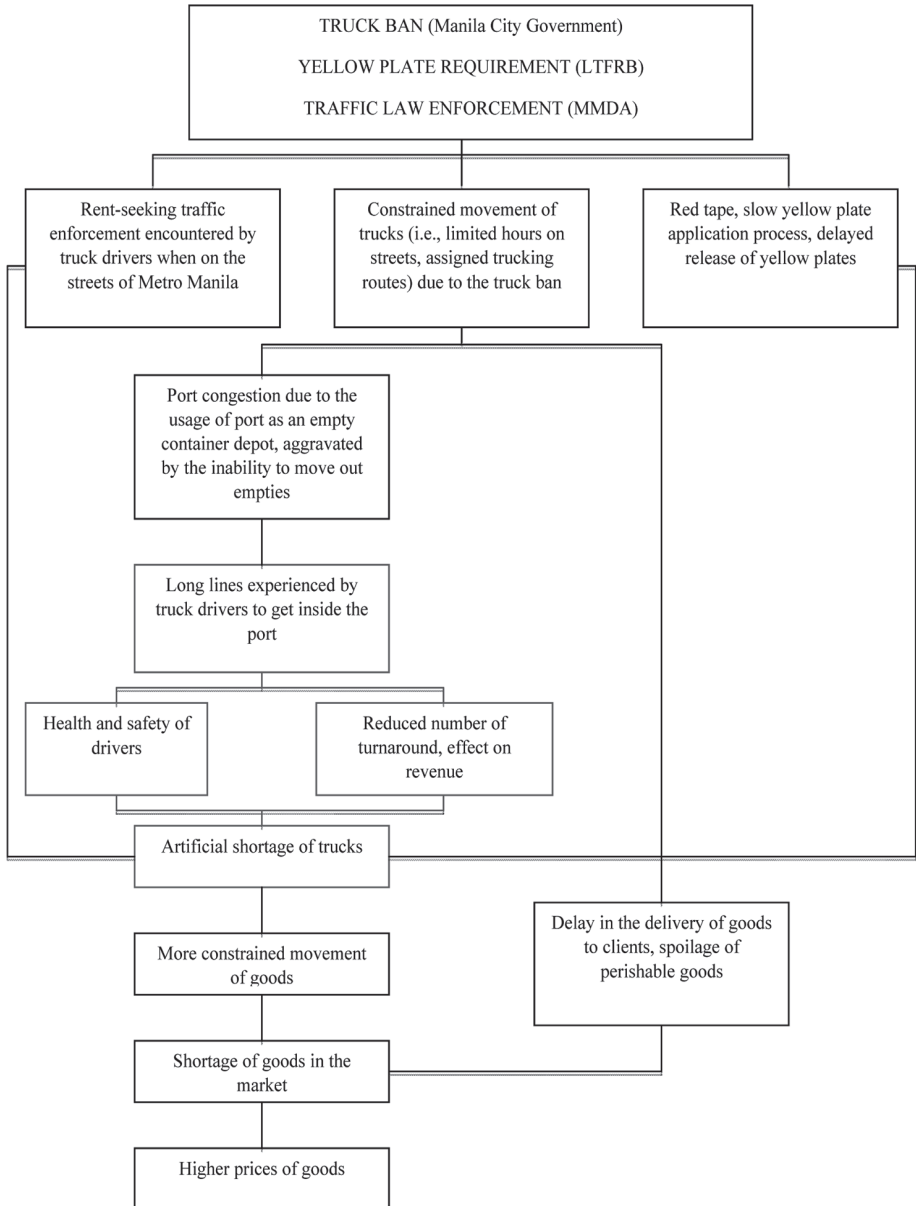 TRUCK BAN (Manila City Government)
YELLOW PLATE REQUIREMENT (LTFRB)
TRAFFIC LAW ENFORCEMENT (MMDA)
Rent-seeking traffic
enforcement encountered by
truck drivers when on the
streets of Metro Manila
Constrained movement of
trucks (i.e., limited hours on
streets, assigned trucking
routes) due to the truck ban
Red tape, slow yellow plate
application process, delayed
release of yellow plates
Port congestion due to the
usage of port as an empty
container depot, aggravated
by the inability to move out
empties
Long lines experienced by
truck drivers to get inside the
port
Health and safety of
drivers
Reduced number of
turnaround, effect on
revenue
Artificial shortage of trucks
Delay in the delivery of goods
to clients, spoilage of
perishable goods
More constrained movement
of goods
Shortage of goods in the
market
Higher prices of goods